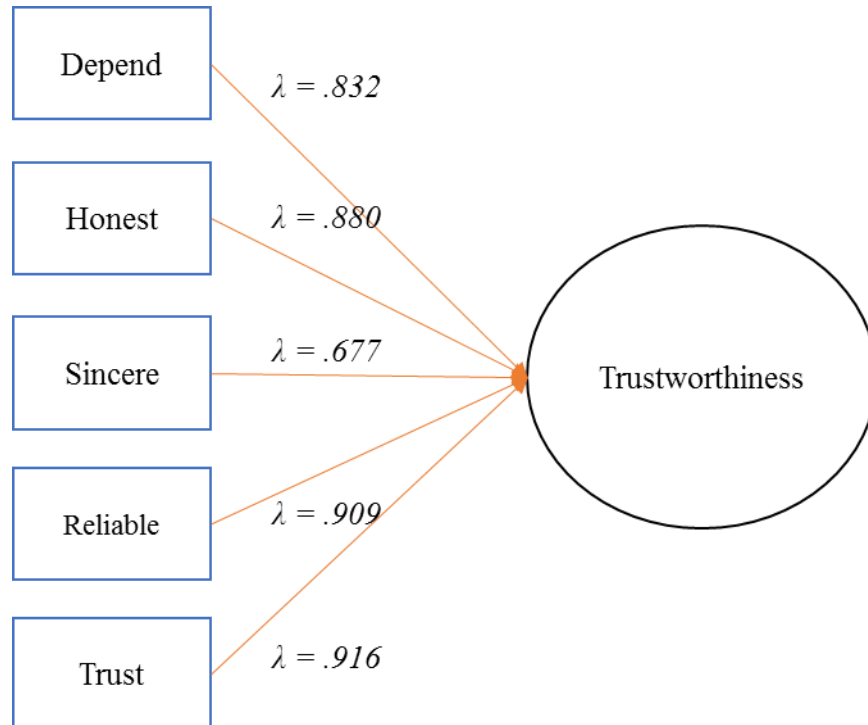 Depend
λ = .832
Honest
λ = .880
Sincere
λ = .677
Trustworthiness
Reliable
λ = .909
Trust
λ = .916